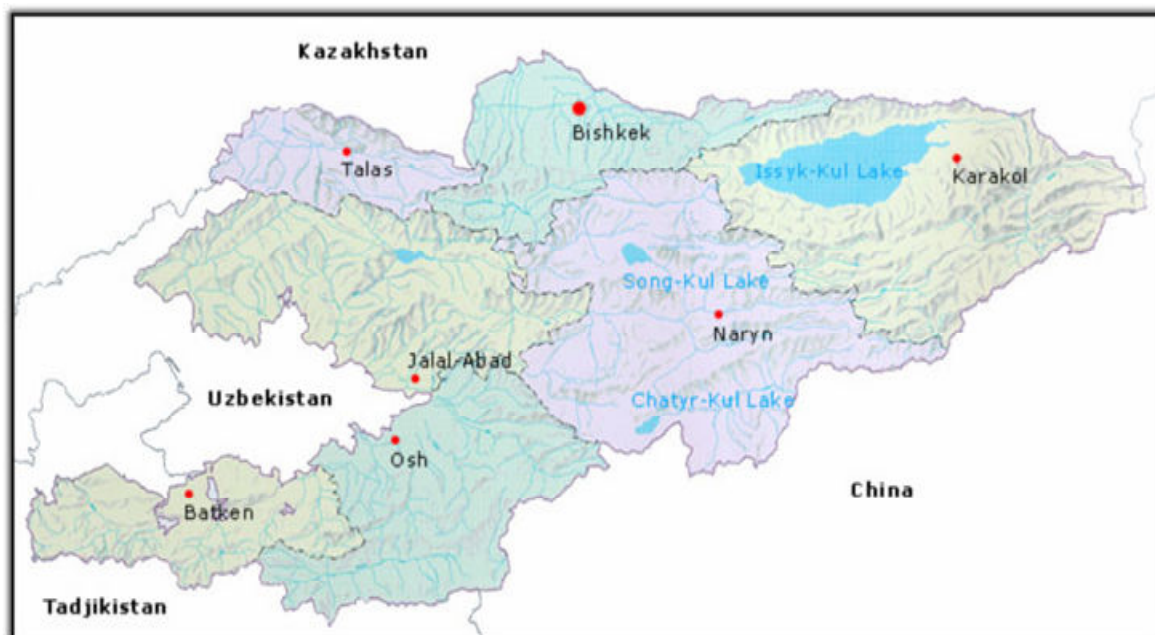 Kazakhstan
Bishkek
Talas
Issyk-Kul Lake
Karakol
Song-Kul Lake
Naryn
Jalal-Abad
Uzbekistan
Chatyr-Kul Lake
Osh
China
Batken
Tadjikistan